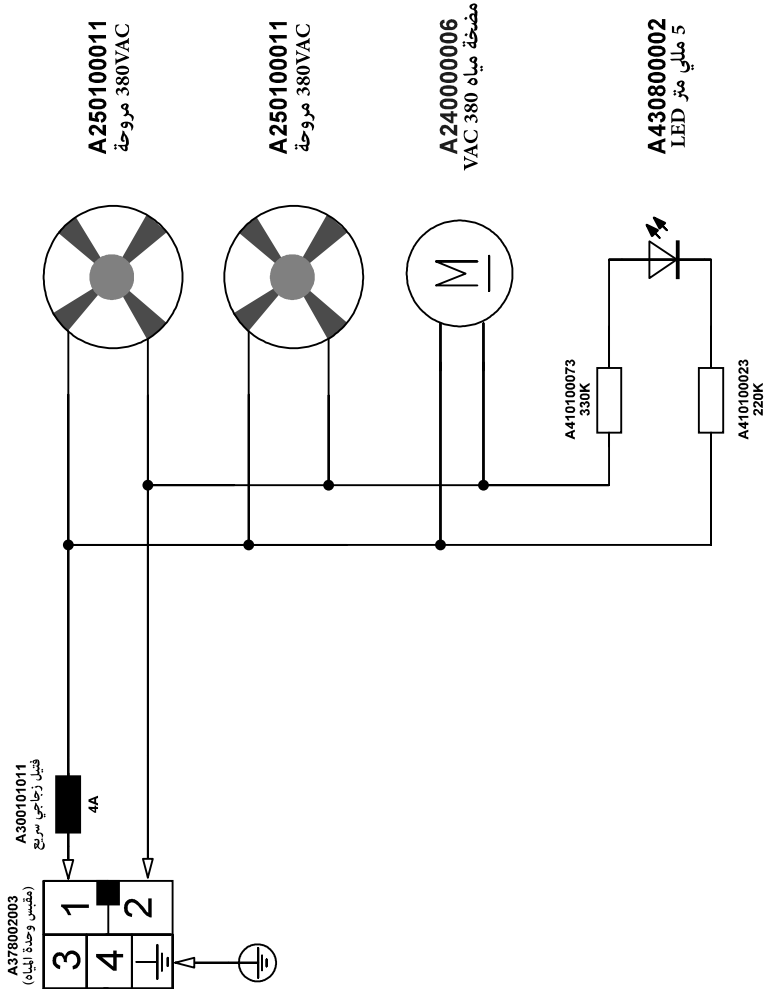 A250100011
مروحة 380VAC
A250100011
مروحة 380VAC
A240000006
مضخة مياه 380 VAC
A430800002
5 مللي متر LED
A410100073
330K
A410100023
220K
M
A300101011
فتيل زجاجي سريع
4A
A378002003
(مقبس وحدة المياه)
1
2
3
4